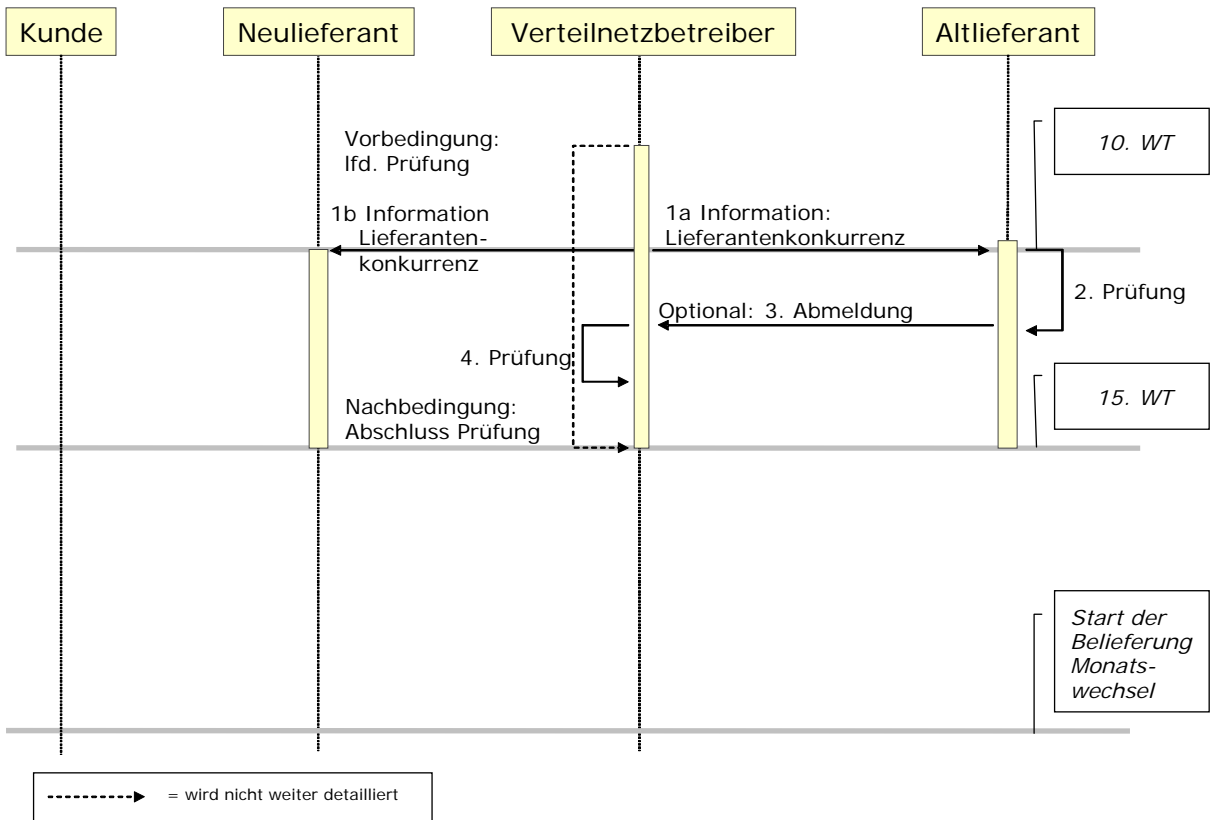 Kunde
Neulieferant
Verteilnetzbetreiber
Altlieferant
10. WT
Vorbedingung:
lfd. Prüfung
1b Information
Lieferanten-
konkurrenz
1a Information:
Lieferantenkonkurrenz
2. Prüfung
Optional: 3. Abmeldung
4. Prüfung
15. WT
Nachbedingung:
Abschluss Prüfung
Start der
Belieferung
Monats-
wechsel
= wird nicht weiter detailliert